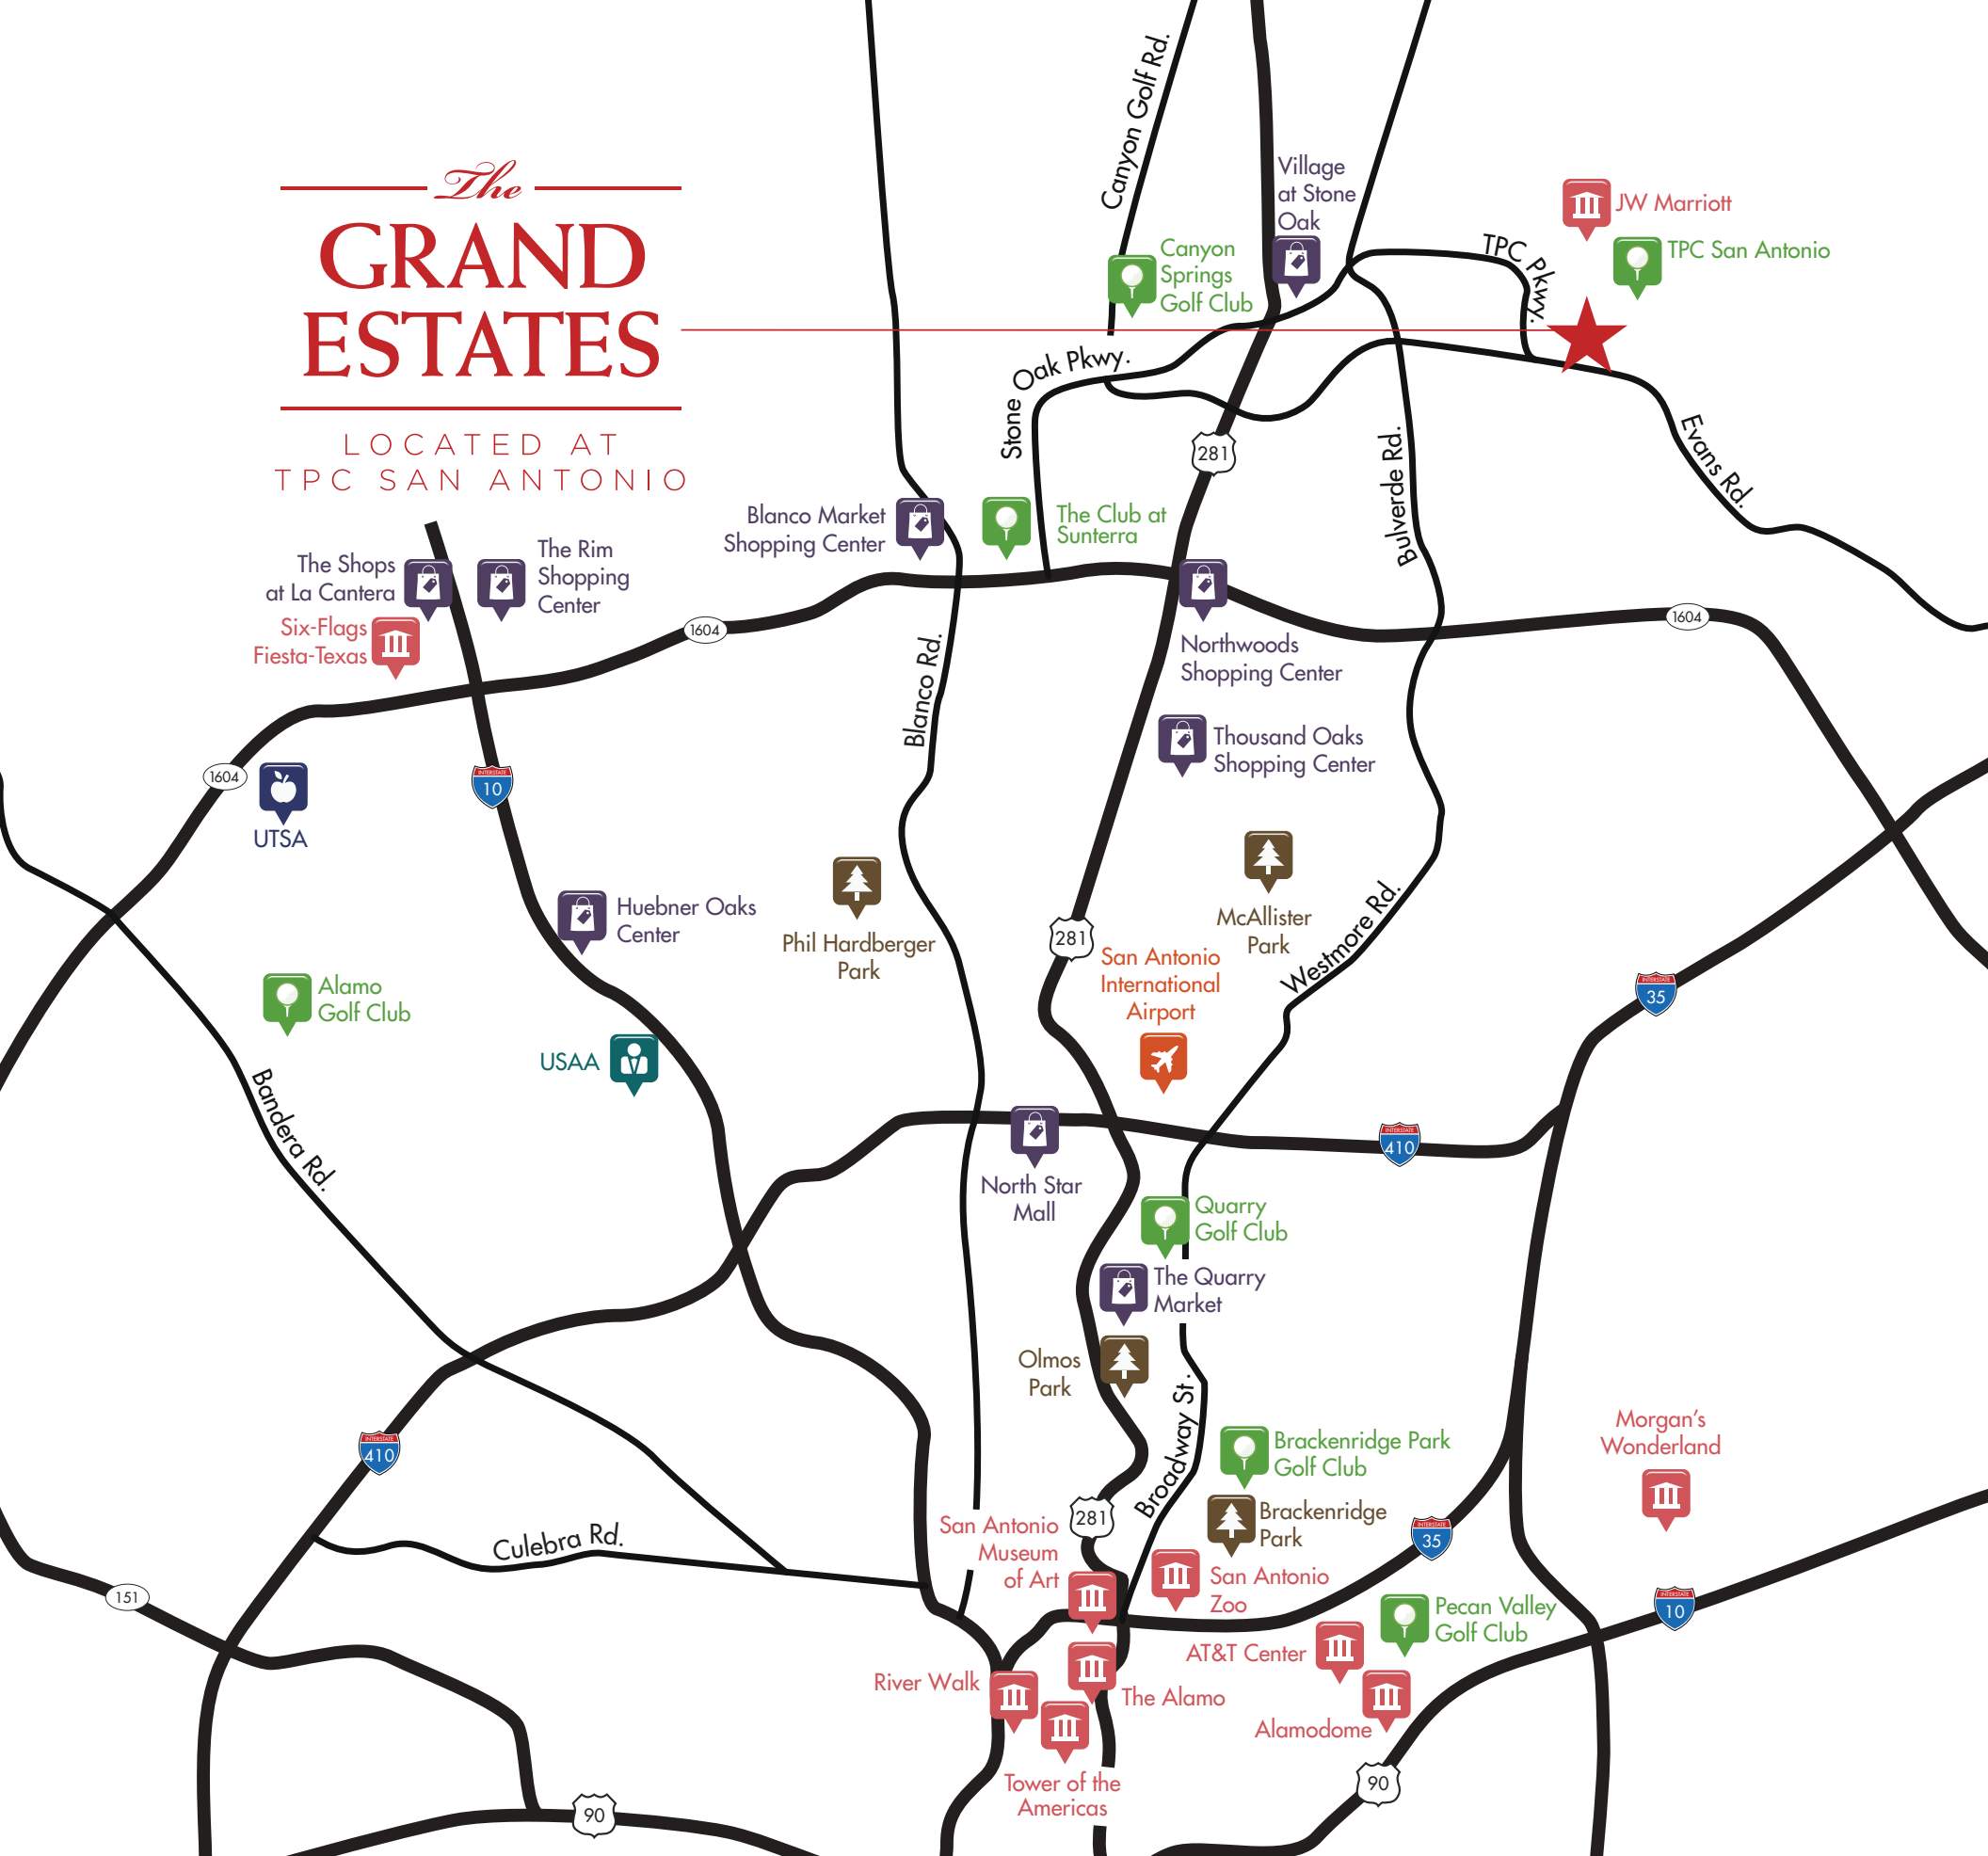 The
GRAND
ESTATES
LOCATED AT
TPC SAN ANTONIO
Canyon Golf Rd.
Village
at Stone
Oak
JW Marriott
TPC San Antonio
TPC Pkwy.
Canyon
Springs
Golf Club
Stone Oak Pkwy.
281
Bulverde Rd.
Evans Rd.
Blanco Market
Shopping Center
The Club at
Sunterra
The Shops
at La Cantera
The Rim
Shopping
Center
Six-Flags
Fiesta-Texas
1604
1604
Northwoods
Shopping Center
Blanco Rd.
Thousand Oaks
Shopping Center
1604
UTSA
INTERSTATE
10
Huebner Oaks
Center
Phil Hardberger
Park
McAllister
Park
281
San Antonio
International
Airport
Westmore Rd.
INTERSTATE
35
Alamo
Golf Club
USAA
Bandera Rd.
North Star
Mall
INTERSTATE
410
Quarry
Golf Club
The Quarry
Market
Olmos
Park
Broadway St.
INTERSTATE
410
Brackenridge Park
Golf Club
Morgan's
Wonderland
Brackenridge
Park
281
San Antonio
Museum
of Art
Culebra Rd.
INTERSTATE
35
San Antonio
Zoo
151
Pecan Valley
Golf Club
INTERSTATE
10
AT&T Center
River Walk
The Alamo
Alamodome
Tower of the
Americas
90
90